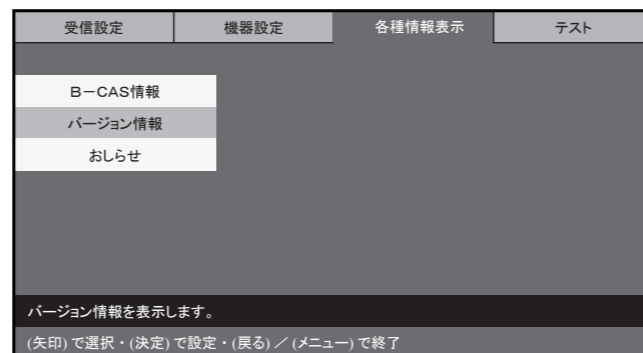 受信設定 機器設定 各種情報表示 テスト
B－CAS情報
バージョン情報
おしらせ
バージョン情報を表示します。
(矢印) で選択・(決定) で設定・(戻る) ／ (メニュー) で終了